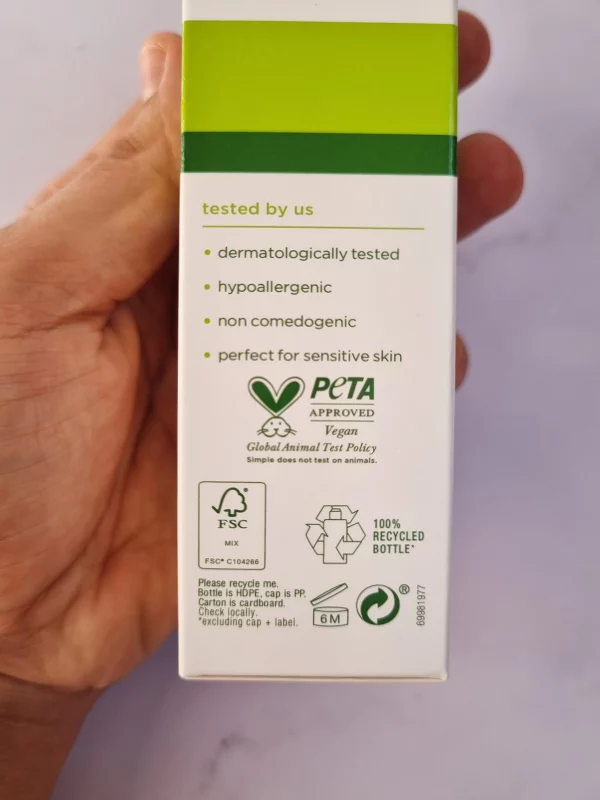 tested by us
• dermatologically tested
• hypoallergenic
• non comedogenic
• perfect for sensitive skin
PeTA
APPROVED
Vegan
Global Animal Test Policy
Simple does not test on animals.
FSC
MIX
FSC® C104266
100%
RECYCLED
BOTTLE*
Please recycle me.
Bottle is HDPE, cap is PP.
Carton is cardboard.
Check locally.
*excluding cap + label.
6M
®
69981977